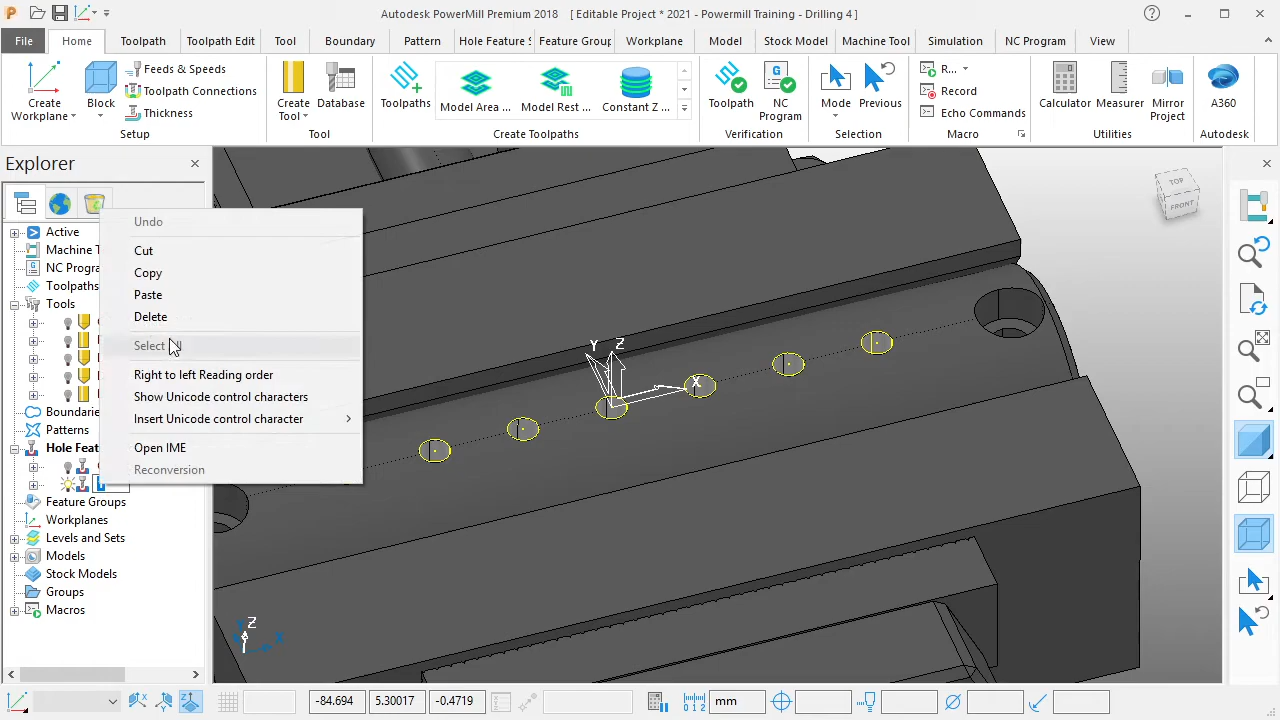 Autodesk PowerMill Premium 2018 [ Editable Project * 2021 - Powermill Training - Drilling 4 ]
File Home Toolpath Toolpath Edit Tool Boundary Pattern Hole Feature S Feature Group Workplane Model Stock Model Machine Tool Simulation NC Program View
Create Workplane
Block
Feeds & Speeds
Toolpath Connections
Thickness
Setup
Create Tool
Database
Tool
Toolpaths
Model Area ...
Model Rest ...
Constant Z ...
Create Toolpaths
Toolpath
NC Program
Verification
Mode
Previous
Selection
R...
Record
Echo Commands
Macro
Calculator
Measurer
Mirror Project
Utilities
A360
Autodesk
Explorer
Active
Machine T
NC Progra
Toolpaths
Tools
Boundarie
Patterns
Hole Feat
Feature Groups
Workplanes
Levels and Sets
Models
Stock Models
Groups
Macros
Undo
Cut
Copy
Paste
Delete
Select
Right to left Reading order
Show Unicode control characters
Insert Unicode control character
Open IME
Reconversion
Y Z
X
TOP
FRONT
Z
X
-84.694 5.30017 -0.4719 mm